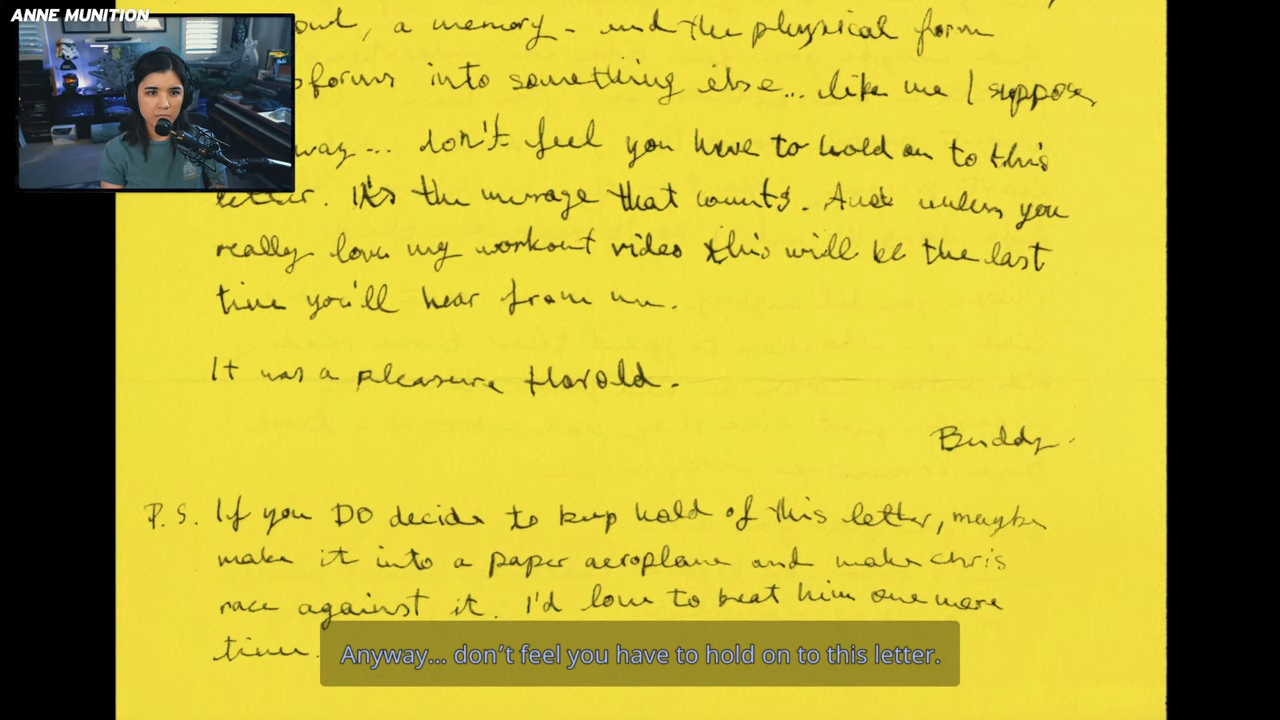 ANNE MUNITION
a memory - and the physical form
into something else... like me I suppose,
way... don't feel you have to hold on to this
letter. It's the message that counts. And unless you
really love my workout video this will be the last
time you'll hear from me.
It was a pleasure Harold.
Buddy.
P.S. If you DO decide to keep hold of this letter, maybe
make it into a paper aeroplane and make chris
race against it. I'd love to beat him one more
time.
Anyway... don't feel you have to hold on to this letter.